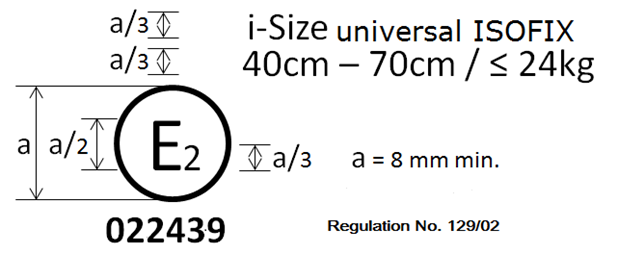 a/3 i-Size universal ISOFIX
a/3 40cm – 70cm / ≤ 24kg
a a/2 E2 a/3 a = 8 mm min.
022439 Regulation No. 129/02